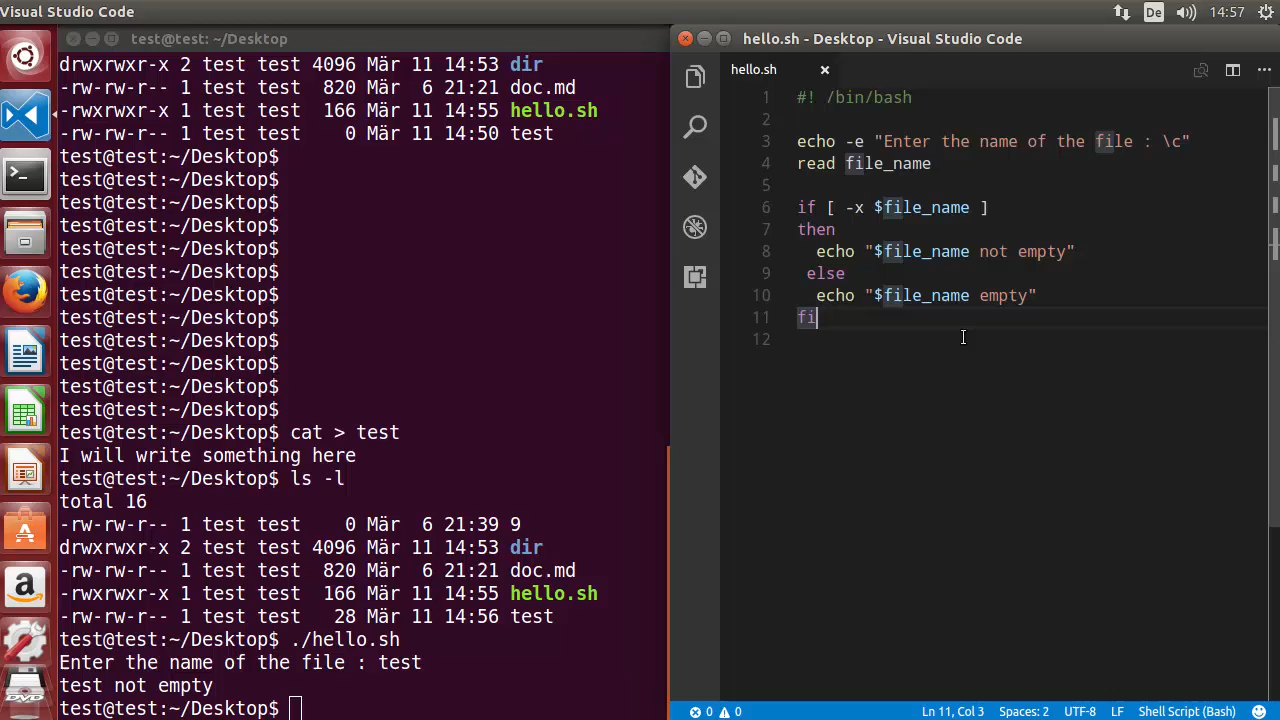 Visual Studio Code
De
14:57
test@test: ~/Desktop
drwxrwxr-x 2 test test 4096 Mär 11 14:53 dir
-rw-rw-r-- 1 test test  820 Mär  6 21:21 doc.md
-rwxrwxr-x 1 test test  166 Mär 11 14:55 hello.sh
-rw-rw-r-- 1 test test    0 Mär 11 14:50 test
test@test:~/Desktop$
test@test:~/Desktop$
test@test:~/Desktop$
test@test:~/Desktop$
test@test:~/Desktop$
test@test:~/Desktop$
test@test:~/Desktop$
test@test:~/Desktop$
test@test:~/Desktop$
test@test:~/Desktop$
test@test:~/Desktop$
test@test:~/Desktop$
test@test:~/Desktop$ cat > test
I will write something here
test@test:~/Desktop$ ls -l
total 16
-rw-rw-r-- 1 test test    0 Mär  6 21:39 9
drwxrwxr-x 2 test test 4096 Mär 11 14:53 dir
-rw-rw-r-- 1 test test  820 Mär  6 21:21 doc.md
-rwxrwxr-x 1 test test  166 Mär 11 14:55 hello.sh
-rw-rw-r-- 1 test test   28 Mär 11 14:56 test
test@test:~/Desktop$ ./hello.sh
Enter the name of the file : test
test not empty
test@test:~/Desktop$
hello.sh - Desktop - Visual Studio Code
hello.sh
1 #! /bin/bash
2
3 echo -e "Enter the name of the file : \c"
4 read file_name
5
6 if [ -x $file_name ]
7 then
8   echo "$file_name not empty"
9  else
10   echo "$file_name empty"
11 fi
12
0 0 Ln 11, Col 3 Spaces: 2 UTF-8 LF Shell Script (Bash)